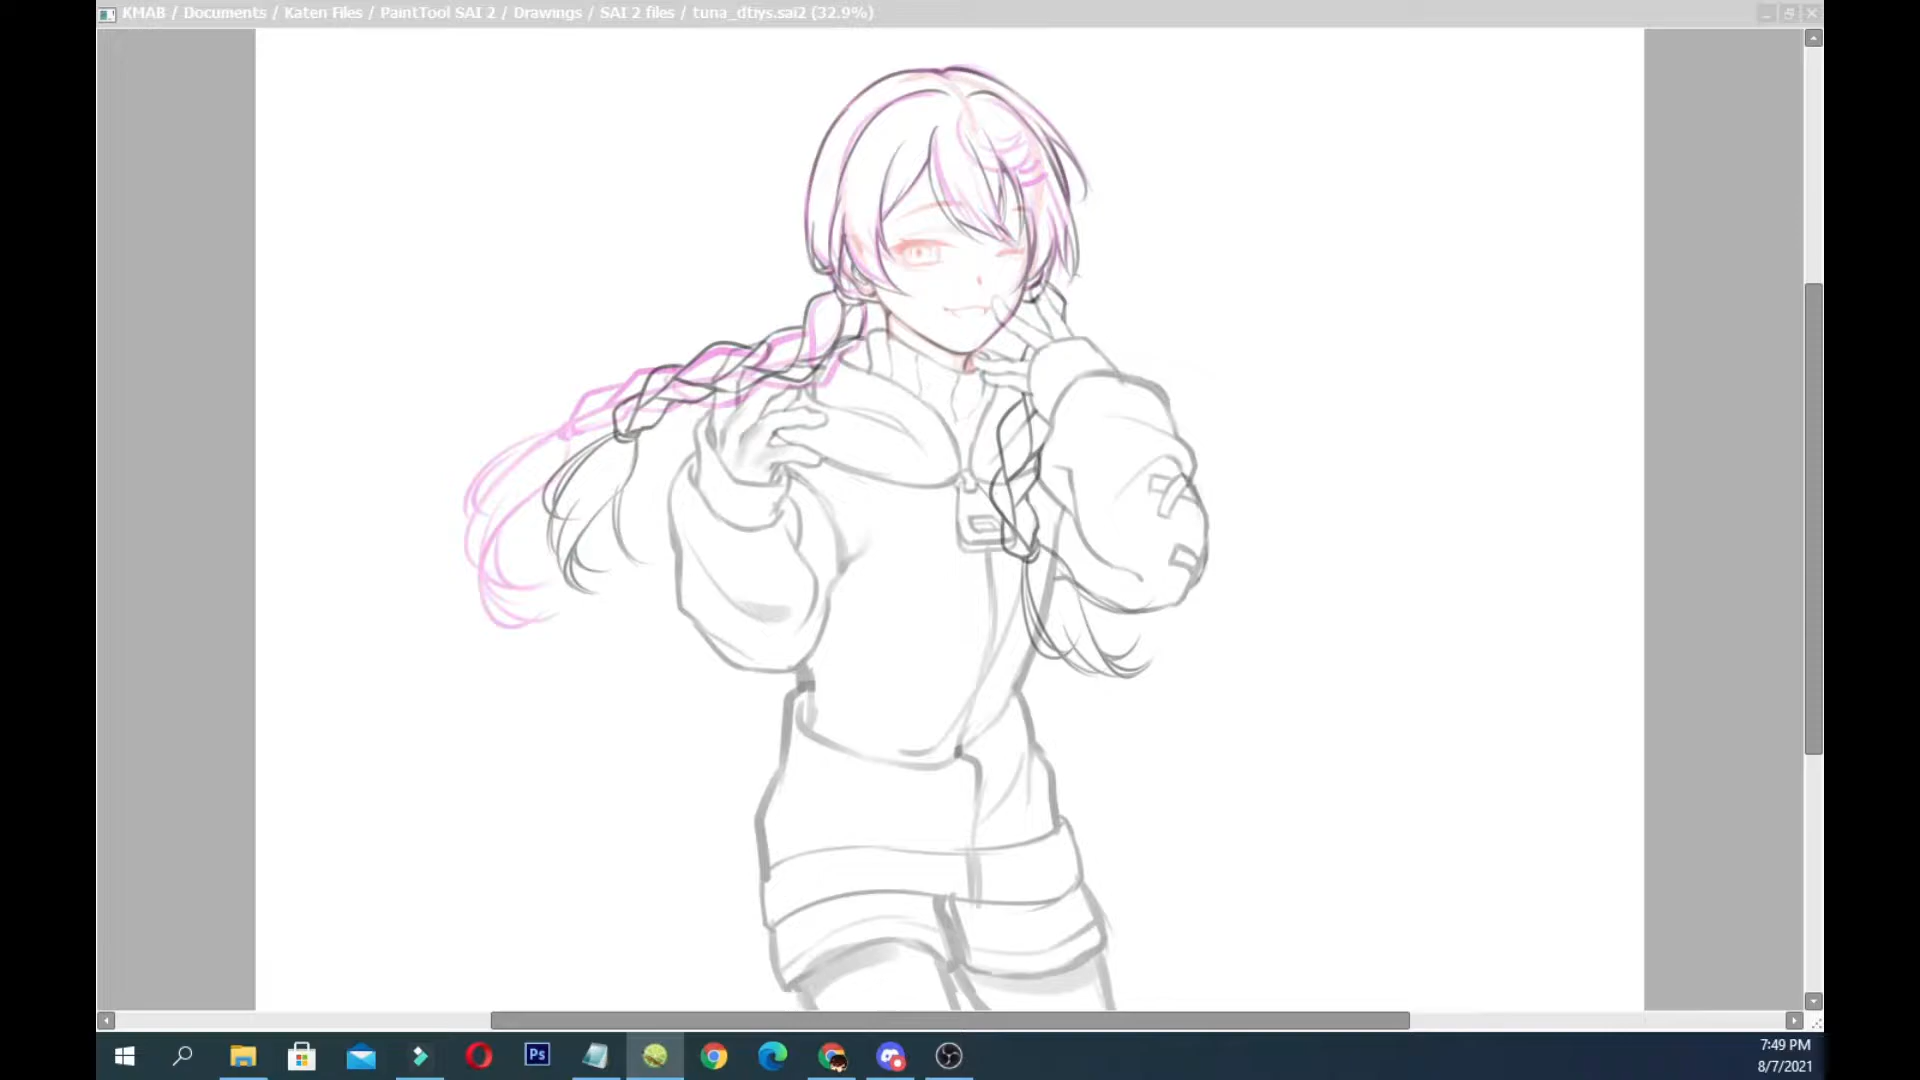 KMAB / Documents / Katen Files / PaintTool SAI 2 / Drawings / SAI 2 files / tuna_dtiys.sai2 (32.9%)
Ps
7:49 PM
8/7/2021